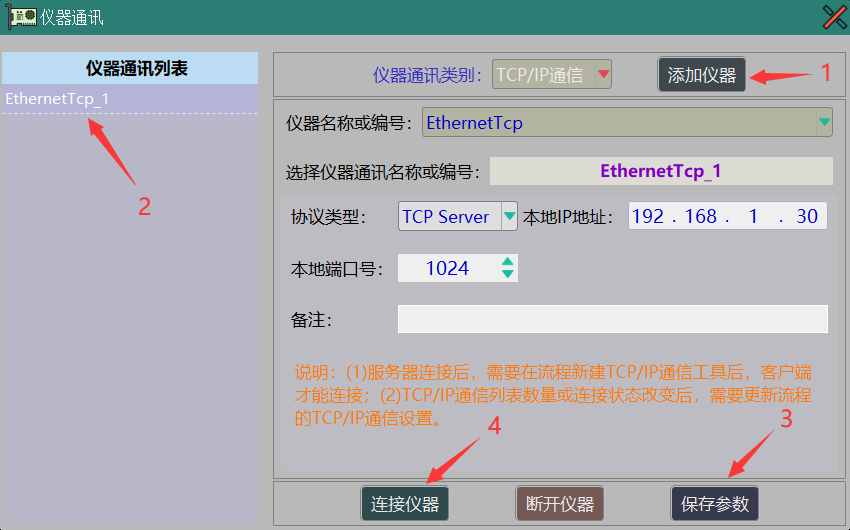 仪器通讯
仪器通讯列表
EthernetTcp_1
2
仪器通讯类别: TCP/IP通信 添加仪器 1
仪器名称或编号: EthernetTcp
选择仪器通讯名称或编号: EthernetTcp_1
协议类型: TCP Server 本地IP地址: 192 . 168 . 1 . 30
本地端口号: 1024
备注:
说明：(1)服务器连接后，需要在流程新建TCP/IP通信工具后，客户端
才能连接；(2)TCP/IP通信列表数量或连接状态改变后，需要更新流程
的TCP/IP通信设置。
4 3
连接仪器 断开仪器 保存参数